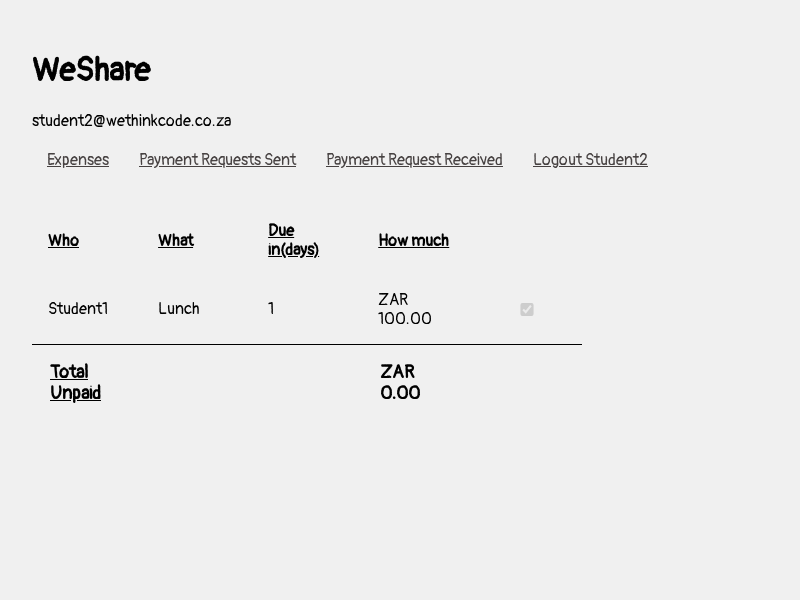 WeShare
student2@wethinkcode.co.za
Expenses Payment Requests Sent Payment Request Received Logout Student2
Who What Due in(days) How much
Student1 Lunch 1 ZAR 100.00
Total Unpaid ZAR 0.00